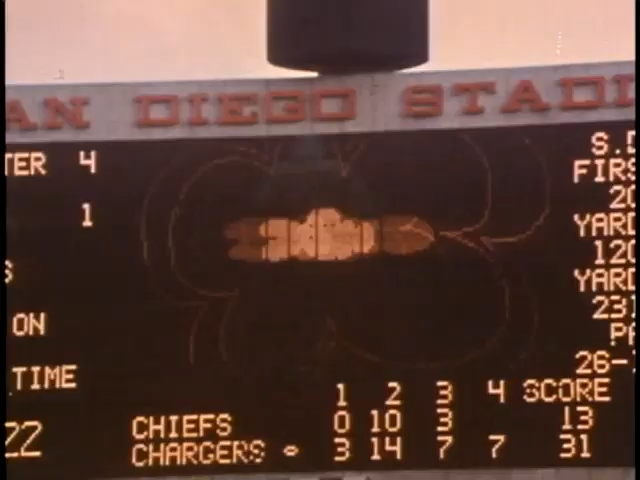 AN DIEGO STADI
TER 4
1
S
ON
TIME
22
S.D
FIRS
20
YARD
120
YARD
231
PA
26-
1 2 3 4 SCORE
CHIEFS 0 10 3 13
CHARGERS 3 14 7 7 31